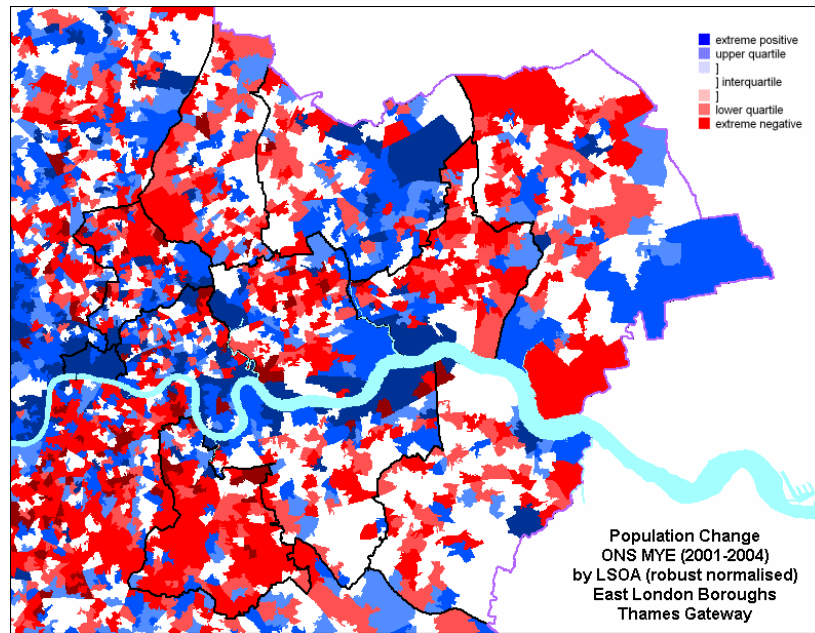 extreme positive
upper quartile
]
] interquartile
]
lower quartile
extreme negative
Population Change
ONS MYE (2001-2004)
by LSOA (robust normalised)
East London Boroughs
Thames Gateway